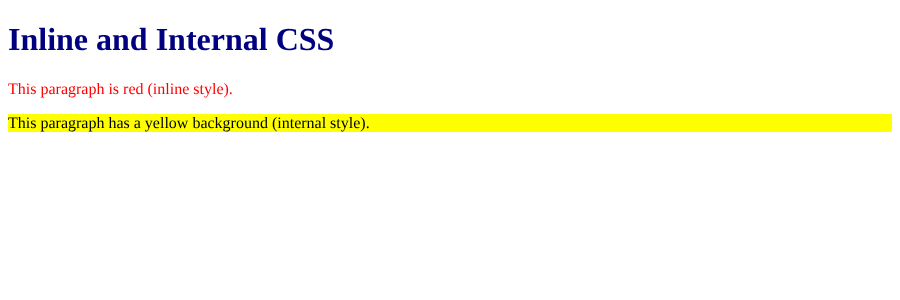 Inline and Internal CSS
This paragraph is red (inline style).
This paragraph has a yellow background (internal style).